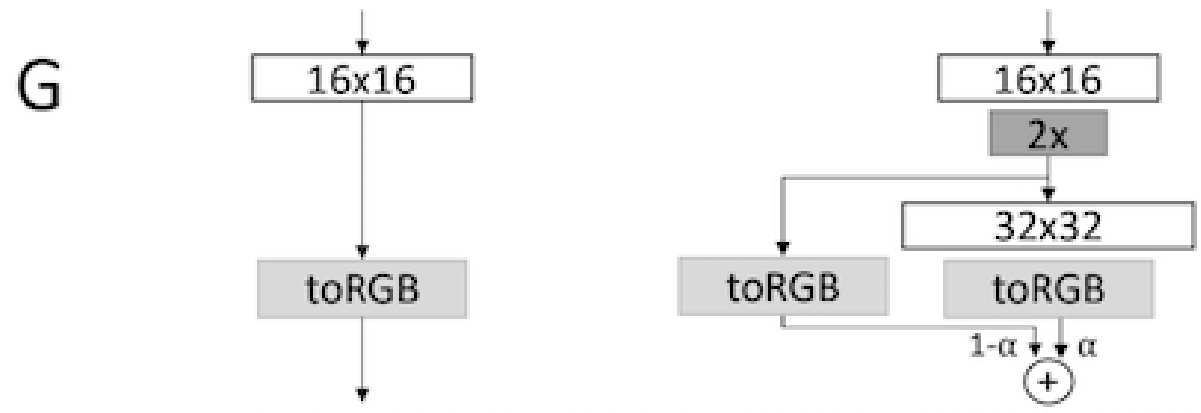 G
16x16
toRGB
16x16
2x
32x32
toRGB toRGB
1-α α
+